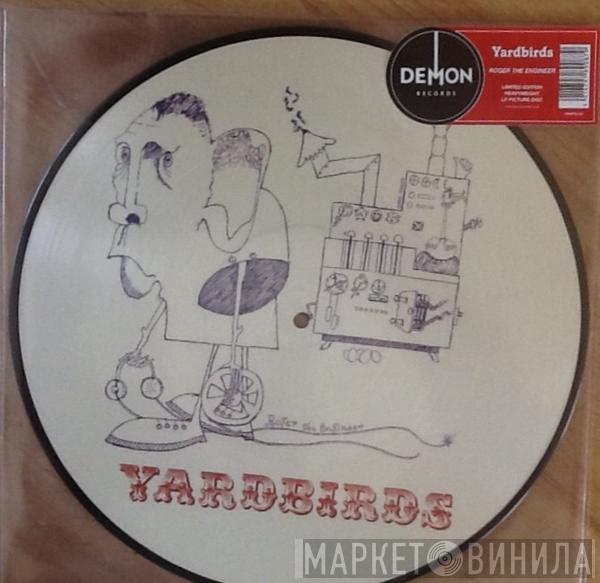 DEMON
RECORDS
Yardbirds
ROGER THE ENGINEER
LIMITED EDITION
HEAVYWEIGHT
LP PICTURE DISC
Roger the Engineer
YARDBIRDS
МАРКЕТ ВИНИЛА